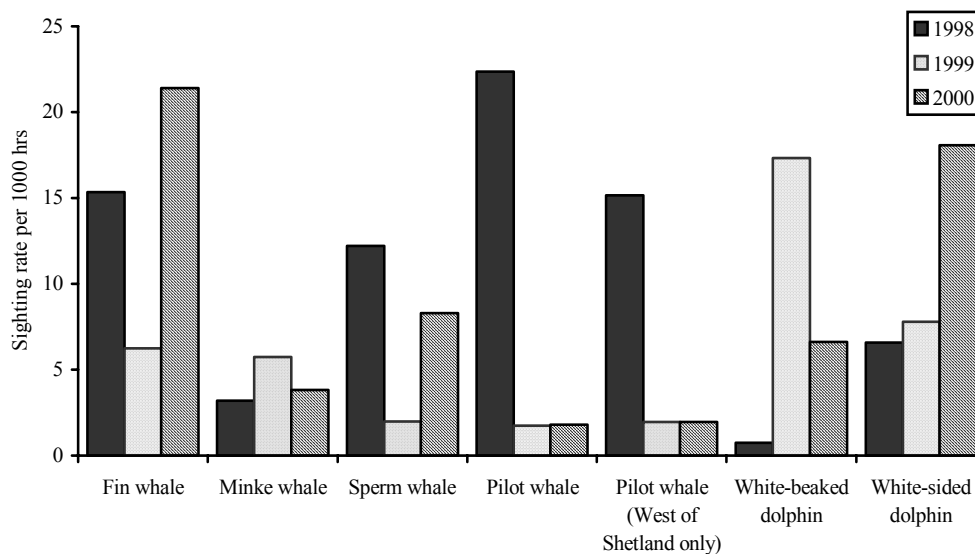 Sighting rate per 1000 hrs
25
20
15
10
5
0
1998
1999
2000
Fin whale
Minke whale
Sperm whale
Pilot whale
Pilot whale
(West of
Shetland only)
White-beaked
dolphin
White-sided
dolphin